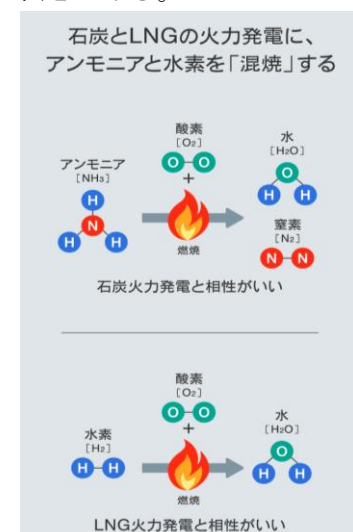 石炭とLNGの火力発電に、
アンモニアと水素を「混焼」する
酸素
[O₂]
O O
+
アンモニア
[NH₃]
H
N
H H
燃焼
水
[H₂O]
O
H H
窒素
[N₂]
N N
石炭火力発電と相性がいい
酸素
[O₂]
O O
+
水素
[H₂]
H H
燃焼
水
[H₂O]
O
H H
LNG火力発電と相性がいい